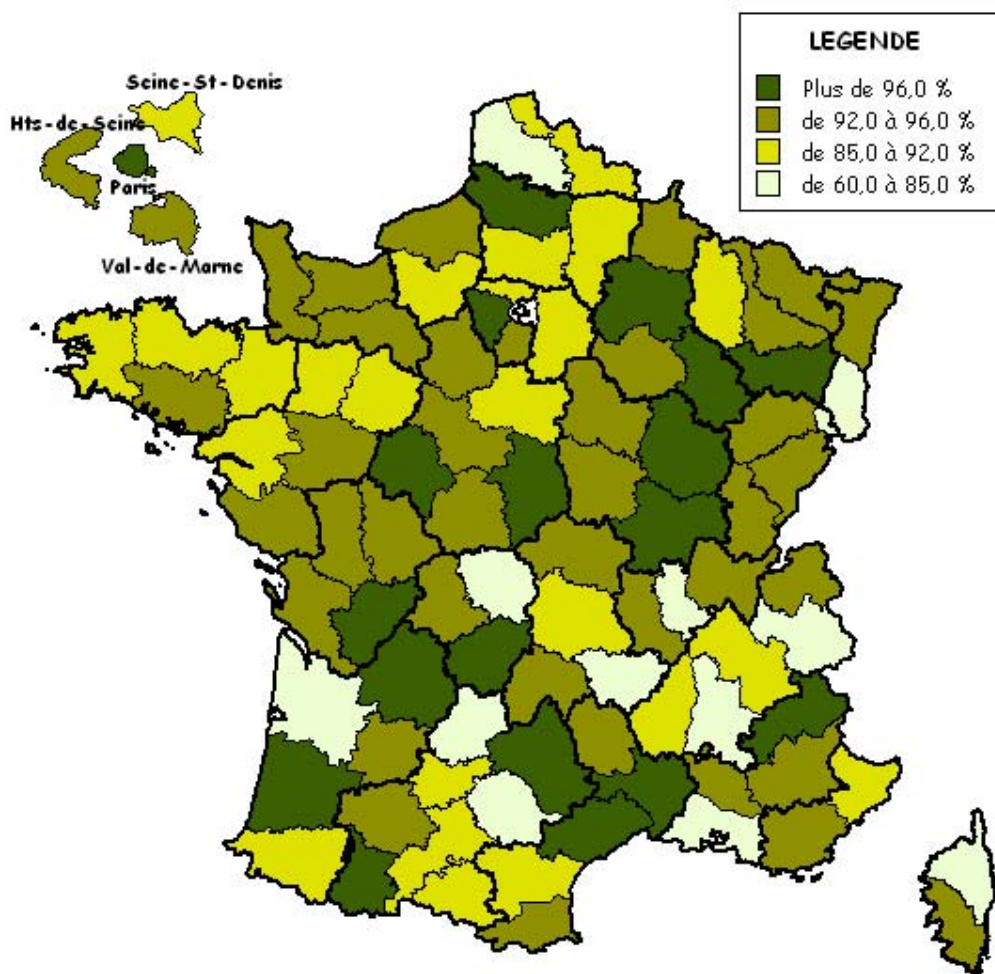 LEGENDE
Plus de 96,0 %
de 92,0 à 96,0 %
de 85,0 à 92,0 %
de 60,0 à 85,0 %
Seine-St-Denis
Hts-de-Seine
Paris
Val-de-Marne